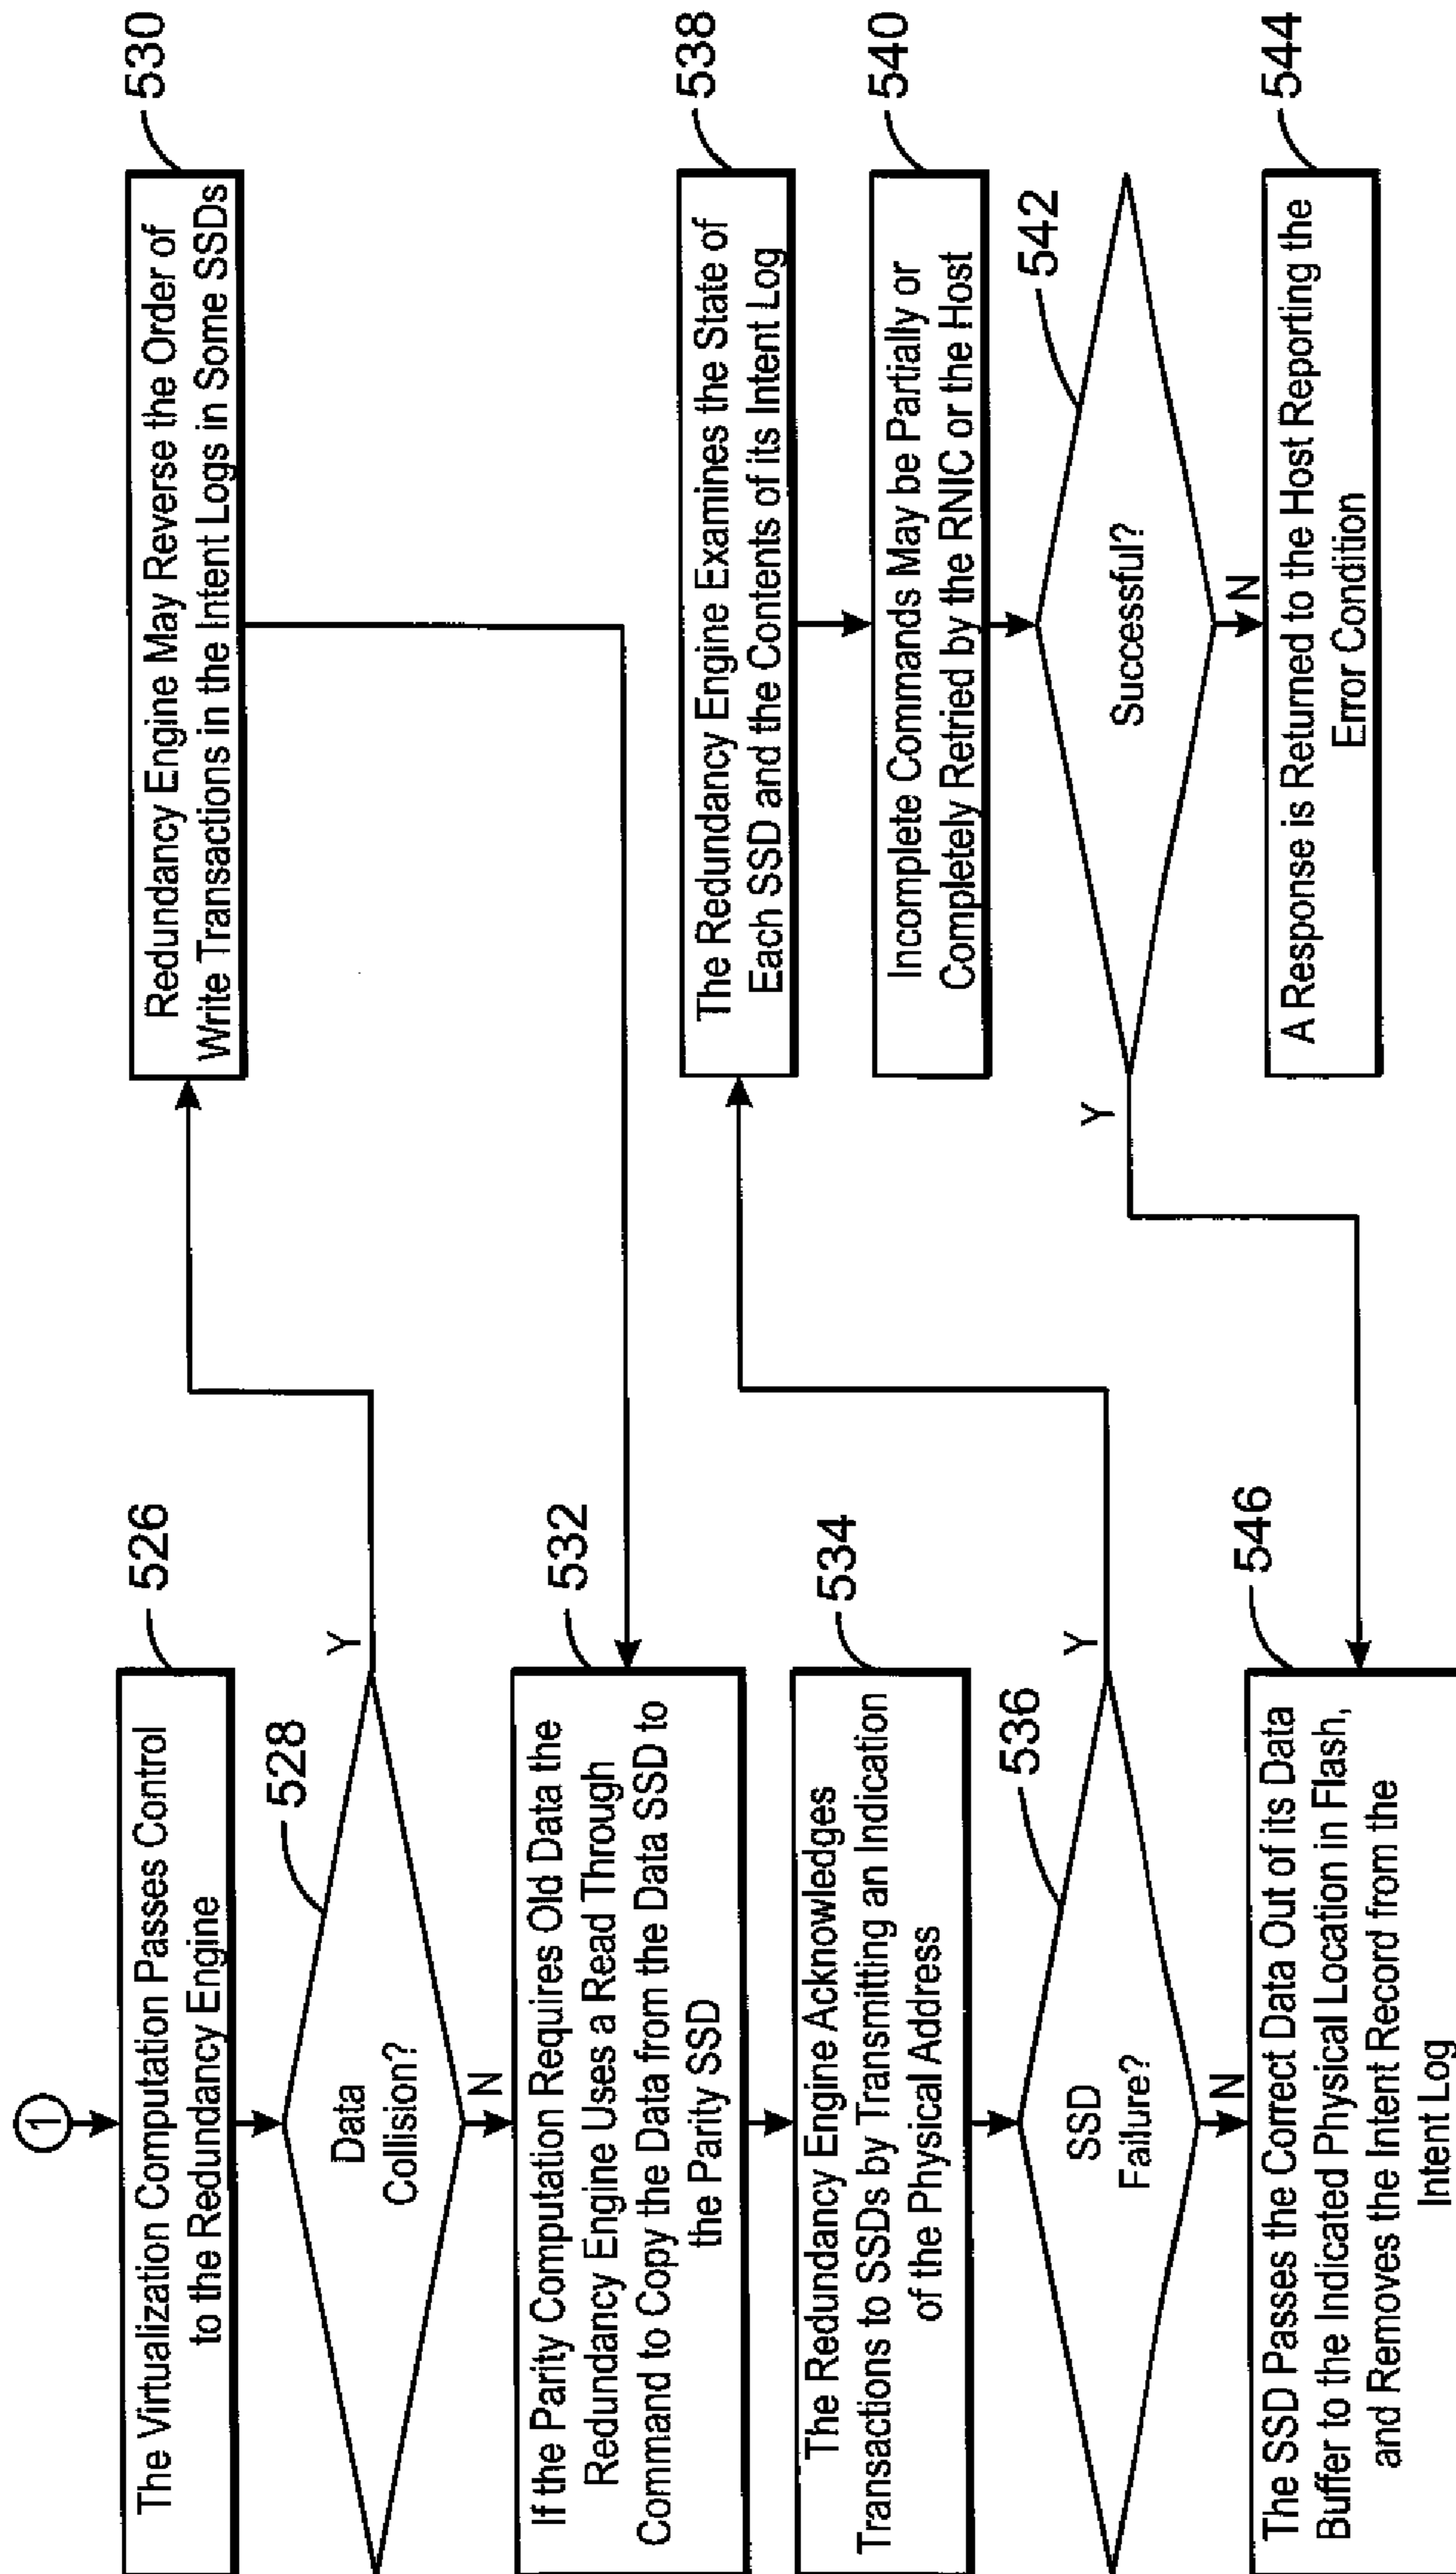 1
526
The Virtualization Computation Passes Control
to the Redundancy Engine
528
Data
Collision?
Y
N
530
Redundancy Engine May Reverse the Order of
Write Transactions in the Intent Logs in Some SSDs
532
If the Parity Computation Requires Old Data the
Redundancy Engine Uses a Read Through
Command to Copy the Data from the Data SSD to
the Parity SSD
534
The Redundancy Engine Acknowledges
Transactions to SSDs by Transmitting an Indication
of the Physical Address
536
SSD
Failure?
Y
N
538
The Redundancy Engine Examines the State of
Each SSD and the Contents of its Intent Log
540
Incomplete Commands May be Partially or
Completely Retried by the RNIC or the Host
542
Successful?
Y
N
544
A Response is Returned to the Host Reporting the
Error Condition
546
The SSD Passes the Correct Data Out of its Data
Buffer to the Indicated Physical Location in Flash,
and Removes the Intent Record from the
Intent Log